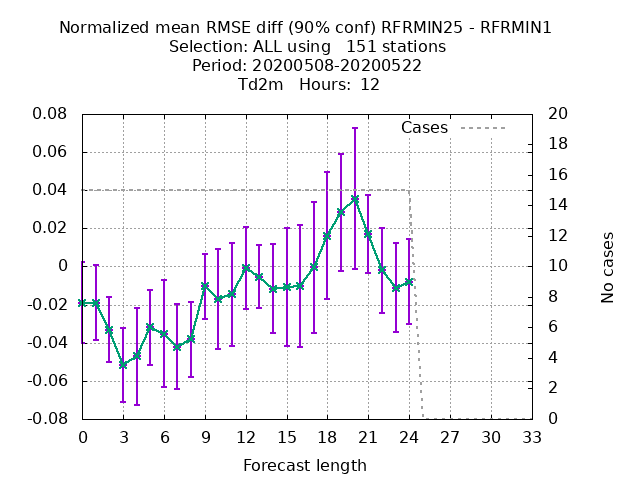 Normalized mean RMSE diff (90% conf) RFRMIN25 - RFRMIN1
Selection: ALL using   151 stations
Period: 20200508-20200522
Td2m   Hours:  12
Cases
0.08
0.06
0.04
0.02
0
-0.02
-0.04
-0.06
-0.08
20
18
16
14
12
10
8
6
4
2
0
No cases
0 3 6 9 12 15 18 21 24 27 30 33
Forecast length